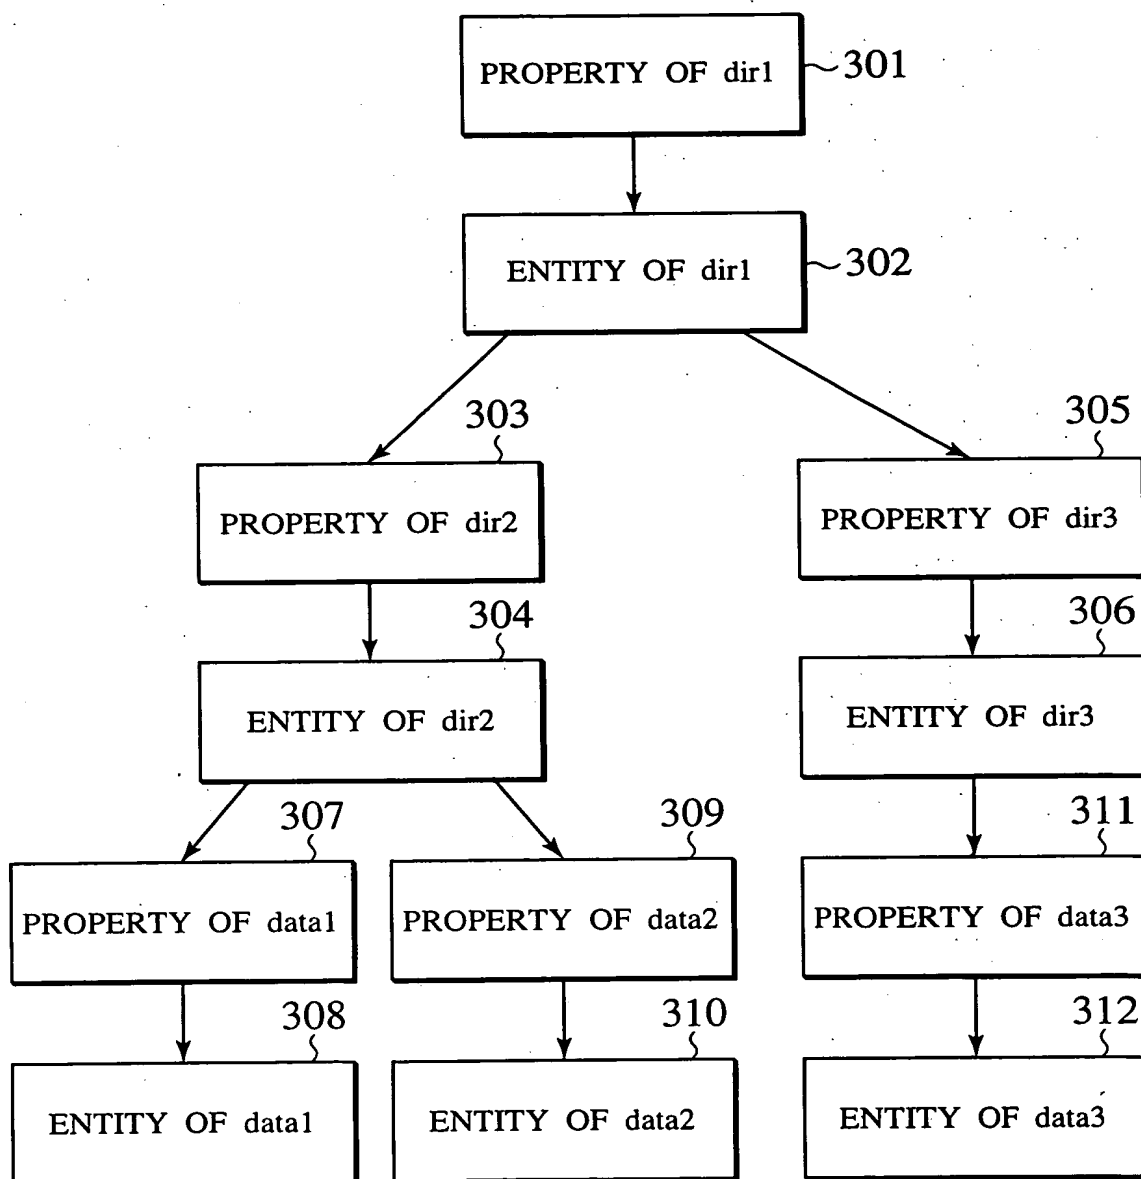 PROPERTY OF dir1
301
ENTITY OF dir1
302
303
305
PROPERTY OF dir2
PROPERTY OF dir3
304
306
ENTITY OF dir2
ENTITY OF dir3
307
309
311
PROPERTY OF data1
PROPERTY OF data2
PROPERTY OF data3
308
310
312
ENTITY OF data1
ENTITY OF data2
ENTITY OF data3